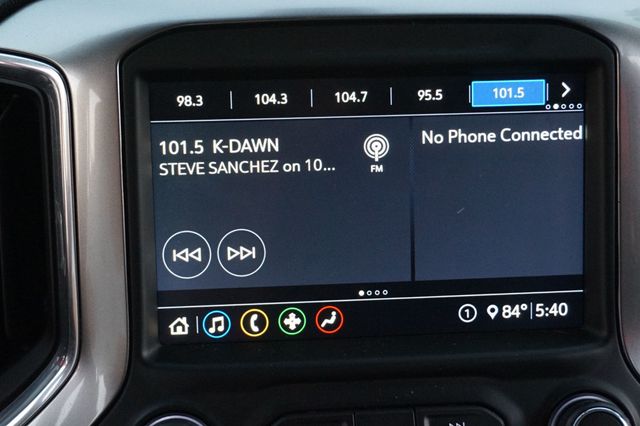 98.3 104.3 104.7 95.5 101.5
101.5 K-DAWN
STEVE SANCHEZ on 10...
FM
No Phone Connected
1 84° 5:40